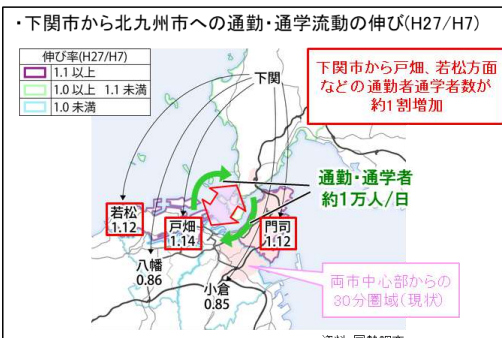 ・下関市から北九州市への通勤・通学流動の伸び(H27/H7)
伸び率(H27/H7)
1.1 以上
1.0 以上 1.1 未満
1.0 未満
下関
下関市から戸畑、若松方面
などの通勤者通学者数が
約1割増加
通勤・通学者
約1万人/日
若松
1.12
戸畑
1.14
門司
1.12
八幡
0.86
小倉
0.85
両市中心部からの
30分圏域(現状)